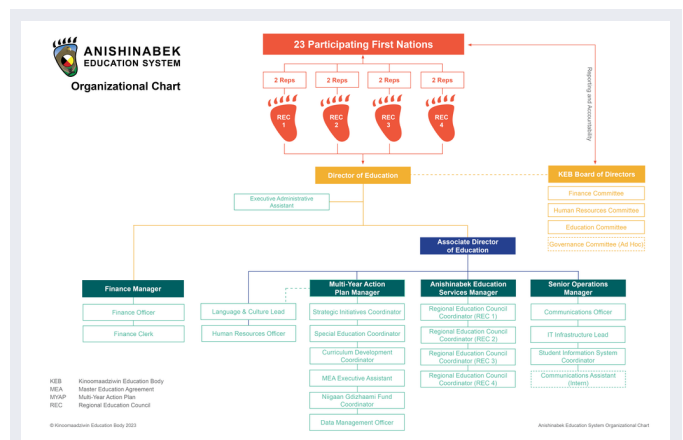 ANISHINABEK
EDUCATION SYSTEM
Organizational Chart
23 Participating First Nations
2 Reps
2 Reps
2 Reps
2 Reps
REC
1
REC
2
REC
3
REC
4
Reporting and Accountability
Director of Education
KEB Board of Directors
Executive Administrative
Assistant
Finance Committee
Human Resources Committee
Education Committee
Governance Committee (Ad Hoc)
Associate Director
of Education
Finance Manager
Finance Officer
Finance Clerk
Language & Culture Lead
Human Resources Officer
Multi-Year Action
Plan Manager
Strategic Initiatives Coordinator
Special Education Coordinator
Curriculum Development
Coordinator
MEA Executive Assistant
Niigaan Gdizhaami Fund
Coordinator
Data Management Officer
Anishinabek Education
Services Manager
Regional Education Council
Coordinator (REC 1)
Regional Education Council
Coordinator (REC 2)
Regional Education Council
Coordinator (REC 3)
Regional Education Council
Coordinator (REC 4)
Senior Operations
Manager
Communications Officer
IT Infrastructure Lead
Student Information System
Coordinator
Communications Assistant
(Intern)
KEB Kinoomaadziwin Education Body
MEA Master Education Agreement
MYAP Multi-Year Action Plan
REC Regional Education Council
© Kinoomaadziwin Education Body 2023
Anishinabek Education System Organizational Chart